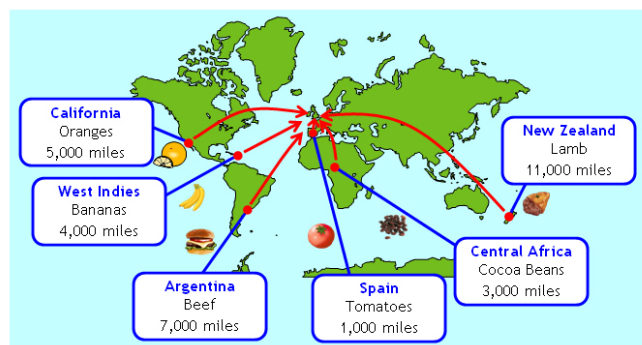 California
Oranges
5,000 miles
West Indies
Bananas
4,000 miles
Argentina
Beef
7,000 miles
Spain
Tomatoes
1,000 miles
Central Africa
Cocoa Beans
3,000 miles
New Zealand
Lamb
11,000 miles